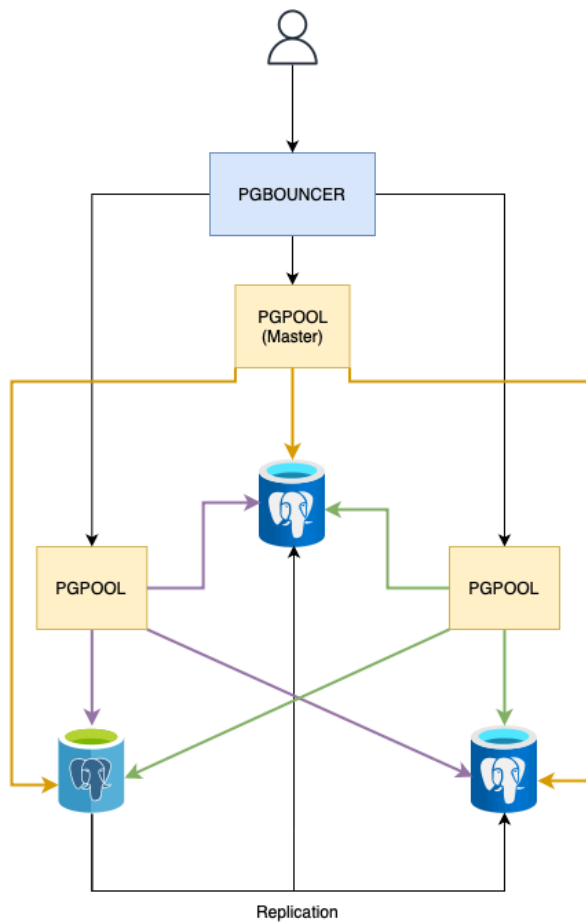 PGBOUNCER
PGPOOL
(Master)
PGPOOL
PGPOOL
Replication